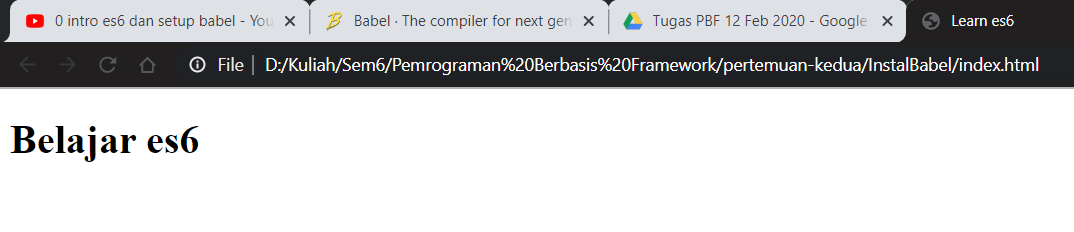 0 intro es6 dan setup babel - You
Babel · The compiler for next gen
Tugas PBF 12 Feb 2020 - Google
Learn es6
File | D:/Kuliah/Sem6/Pemrograman%20Berbasis%20Framework/pertemuan-kedua/InstalBabel/index.html
Belajar es6